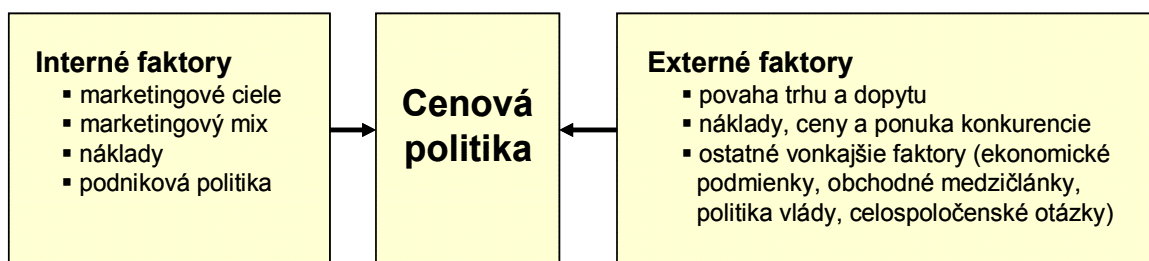 Interné faktory
▪ marketingové ciele
▪ marketingový mix
▪ náklady
▪ podniková politika
Cenová
politika
Externé faktory
▪ povaha trhu a dopytu
▪ náklady, ceny a ponuka konkurencie
▪ ostatné vonkajšie faktory (ekonomické
podmienky, obchodné medzičlánky,
politika vlády, celospoločenské otázky)